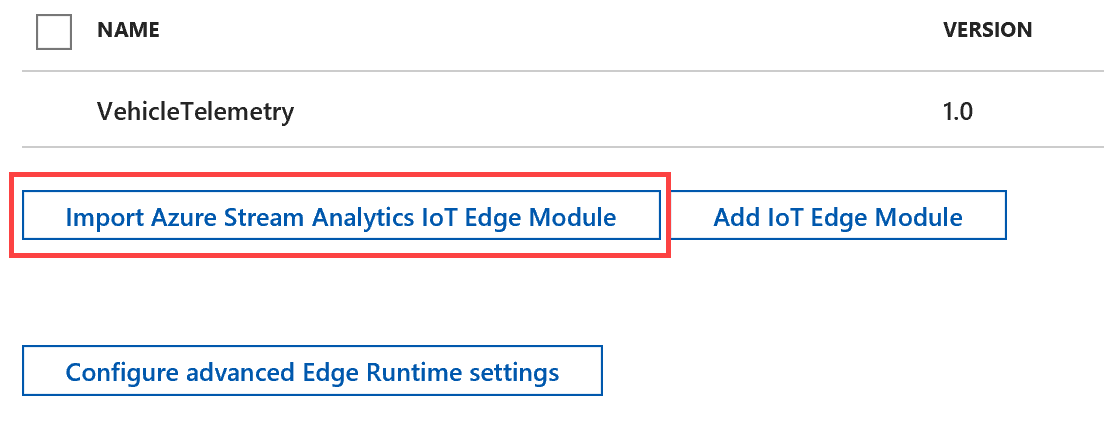 NAME VERSION
VehicleTelemetry 1.0
Import Azure Stream Analytics IoT Edge Module Add IoT Edge Module
Configure advanced Edge Runtime settings